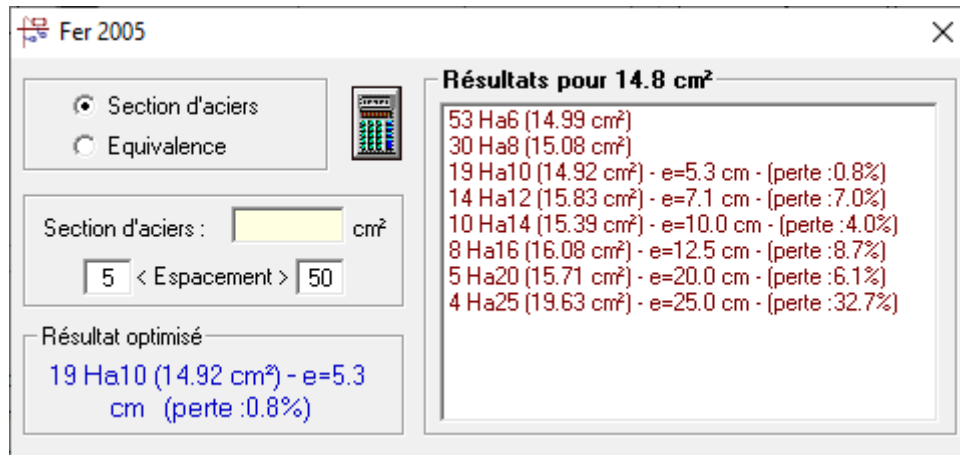 Fer 2005
Section d'aciers
Equivalence
Section d'aciers : cm²
5 < Espacement > 50
Résultat optimisé
19 Ha10 (14.92 cm²) - e=5.3
cm (perte :0.8%)
Résultats pour 14.8 cm²
53 Ha6 (14.99 cm²)
30 Ha8 (15.08 cm²)
19 Ha10 (14.92 cm²) - e=5.3 cm - (perte :0.8%)
14 Ha12 (15.83 cm²) - e=7.1 cm - (perte :7.0%)
10 Ha14 (15.39 cm²) - e=10.0 cm - (perte :4.0%)
8 Ha16 (16.08 cm²) - e=12.5 cm - (perte :8.7%)
5 Ha20 (15.71 cm²) - e=20.0 cm - (perte :6.1%)
4 Ha25 (19.63 cm²) - e=25.0 cm - (perte :32.7%)